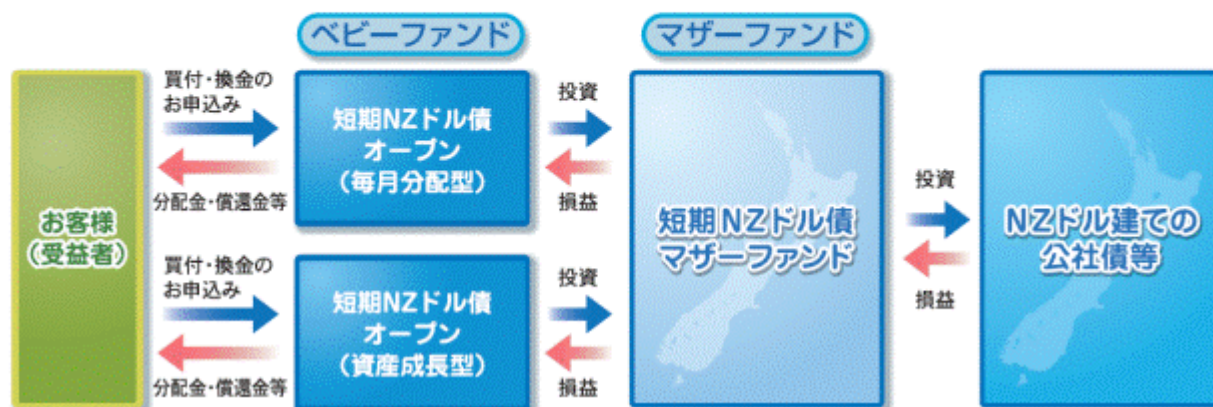 ベビーファンド
マザーファンド
お客様
（受益者）
買付・換金の
お申込み
分配金・償還金等
短期NZドル債
オープン
（毎月分配型）
投資
損益
買付・換金の
お申込み
分配金・償還金等
短期NZドル債
オープン
（資産成長型）
投資
損益
短期NZドル債
マザーファンド
投資
損益
NZドル建ての
公社債等